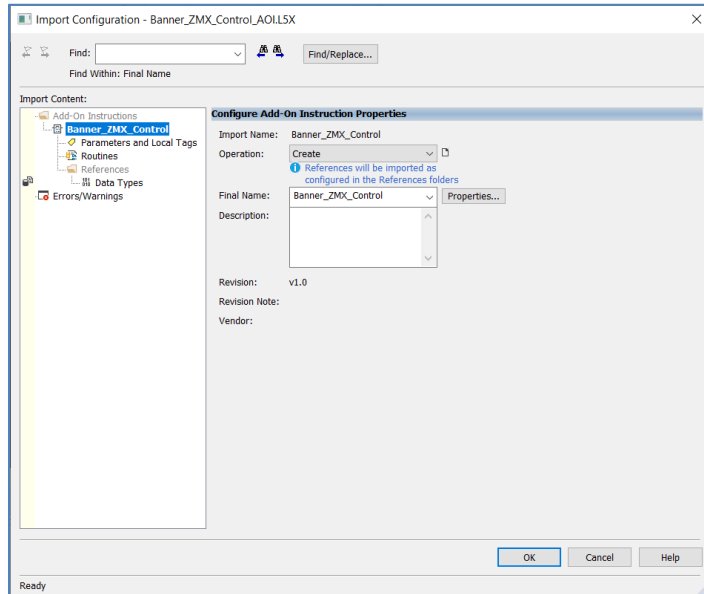 Import Configuration - Banner_ZMX_Control_AOI.L5X
Find:
Find/Replace...
Find Within: Final Name
Import Content:
Add-On Instructions
Banner_ZMX_Control
Parameters and Local Tags
Routines
References
Data Types
Errors/Warnings
Configure Add-On Instruction Properties
Import Name: Banner_ZMX_Control
Operation: Create
References will be imported as
configured in the References folders
Final Name: Banner_ZMX_Control Properties...
Description:
Revision: v1.0
Revision Note:
Vendor:
OK Cancel Help
Ready